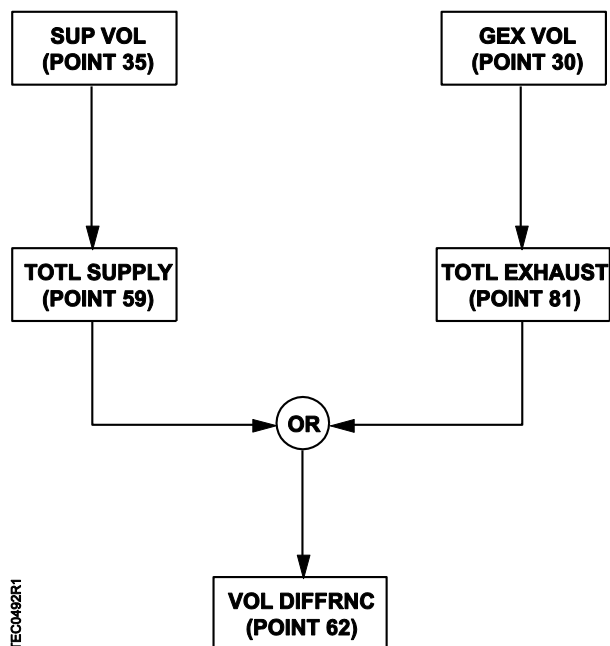 SUP VOL
(POINT 35)
GEX VOL
(POINT 30)
TOTL SUPPLY
(POINT 59)
TOTL EXHAUST
(POINT 81)
OR
VOL DIFFRNC
(POINT 62)
TEC0492R1